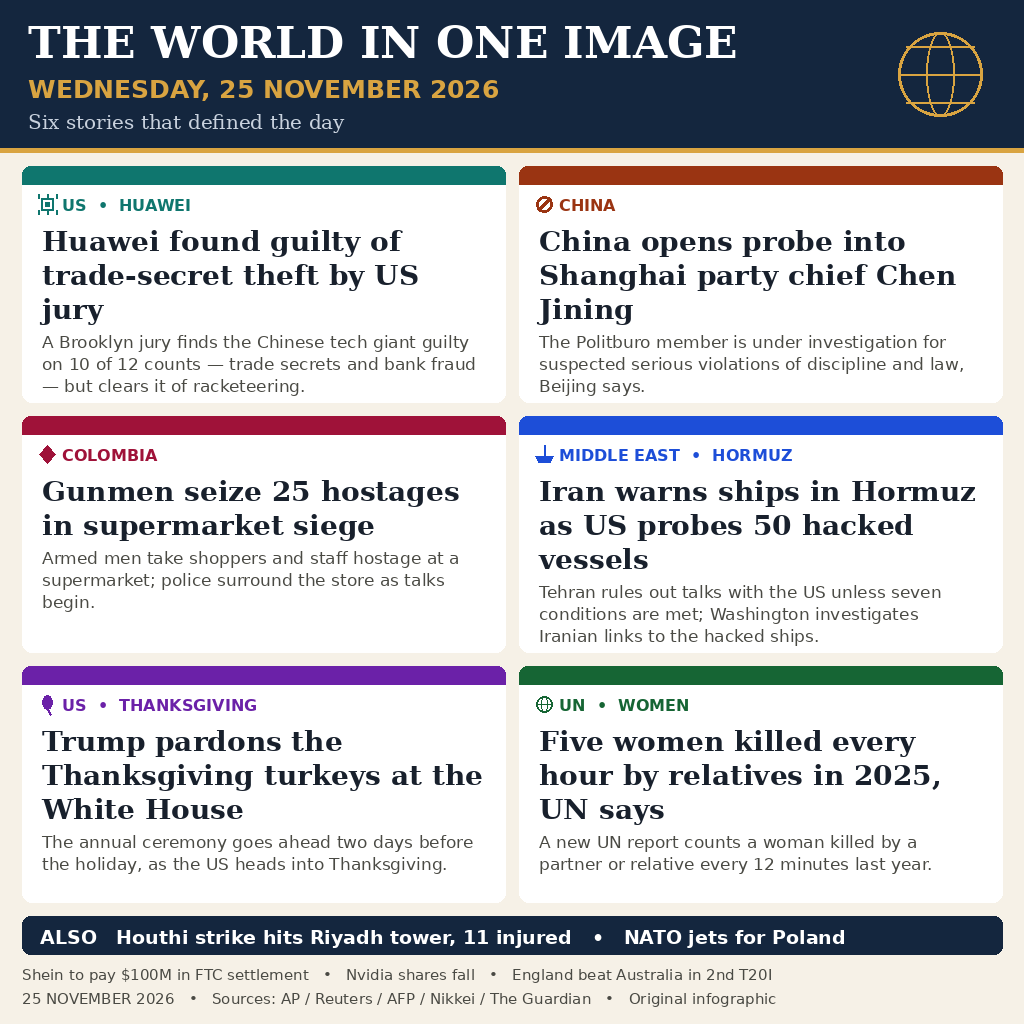 THE WORLD IN ONE IMAGE
WEDNESDAY, 25 NOVEMBER 2026
Six stories that defined the day
US • HUAWEI
Huawei found guilty of
trade-secret theft by US
jury
A Brooklyn jury finds the Chinese tech giant guilty
on 10 of 12 counts — trade secrets and bank fraud
— but clears it of racketeering.
CHINA
China opens probe into
Shanghai party chief Chen
Jining
The Politburo member is under investigation for
suspected serious violations of discipline and law,
Beijing says.
COLOMBIA
Gunmen seize 25 hostages
in supermarket siege
Armed men take shoppers and staff hostage at a
supermarket; police surround the store as talks
begin.
MIDDLE EAST • HORMUZ
Iran warns ships in Hormuz
as US probes 50 hacked
vessels
Tehran rules out talks with the US unless seven
conditions are met; Washington investigates
Iranian links to the hacked ships.
US • THANKSGIVING
Trump pardons the
Thanksgiving turkeys at the
White House
The annual ceremony goes ahead two days before
the holiday, as the US heads into Thanksgiving.
UN • WOMEN
Five women killed every
hour by relatives in 2025,
UN says
A new UN report counts a woman killed by a
partner or relative every 12 minutes last year.
ALSO Houthi strike hits Riyadh tower, 11 injured • NATO jets for Poland
Shein to pay $100M in FTC settlement • Nvidia shares fall • England beat Australia in 2nd T20I
25 NOVEMBER 2026 • Sources: AP / Reuters / AFP / Nikkei / The Guardian • Original infographic